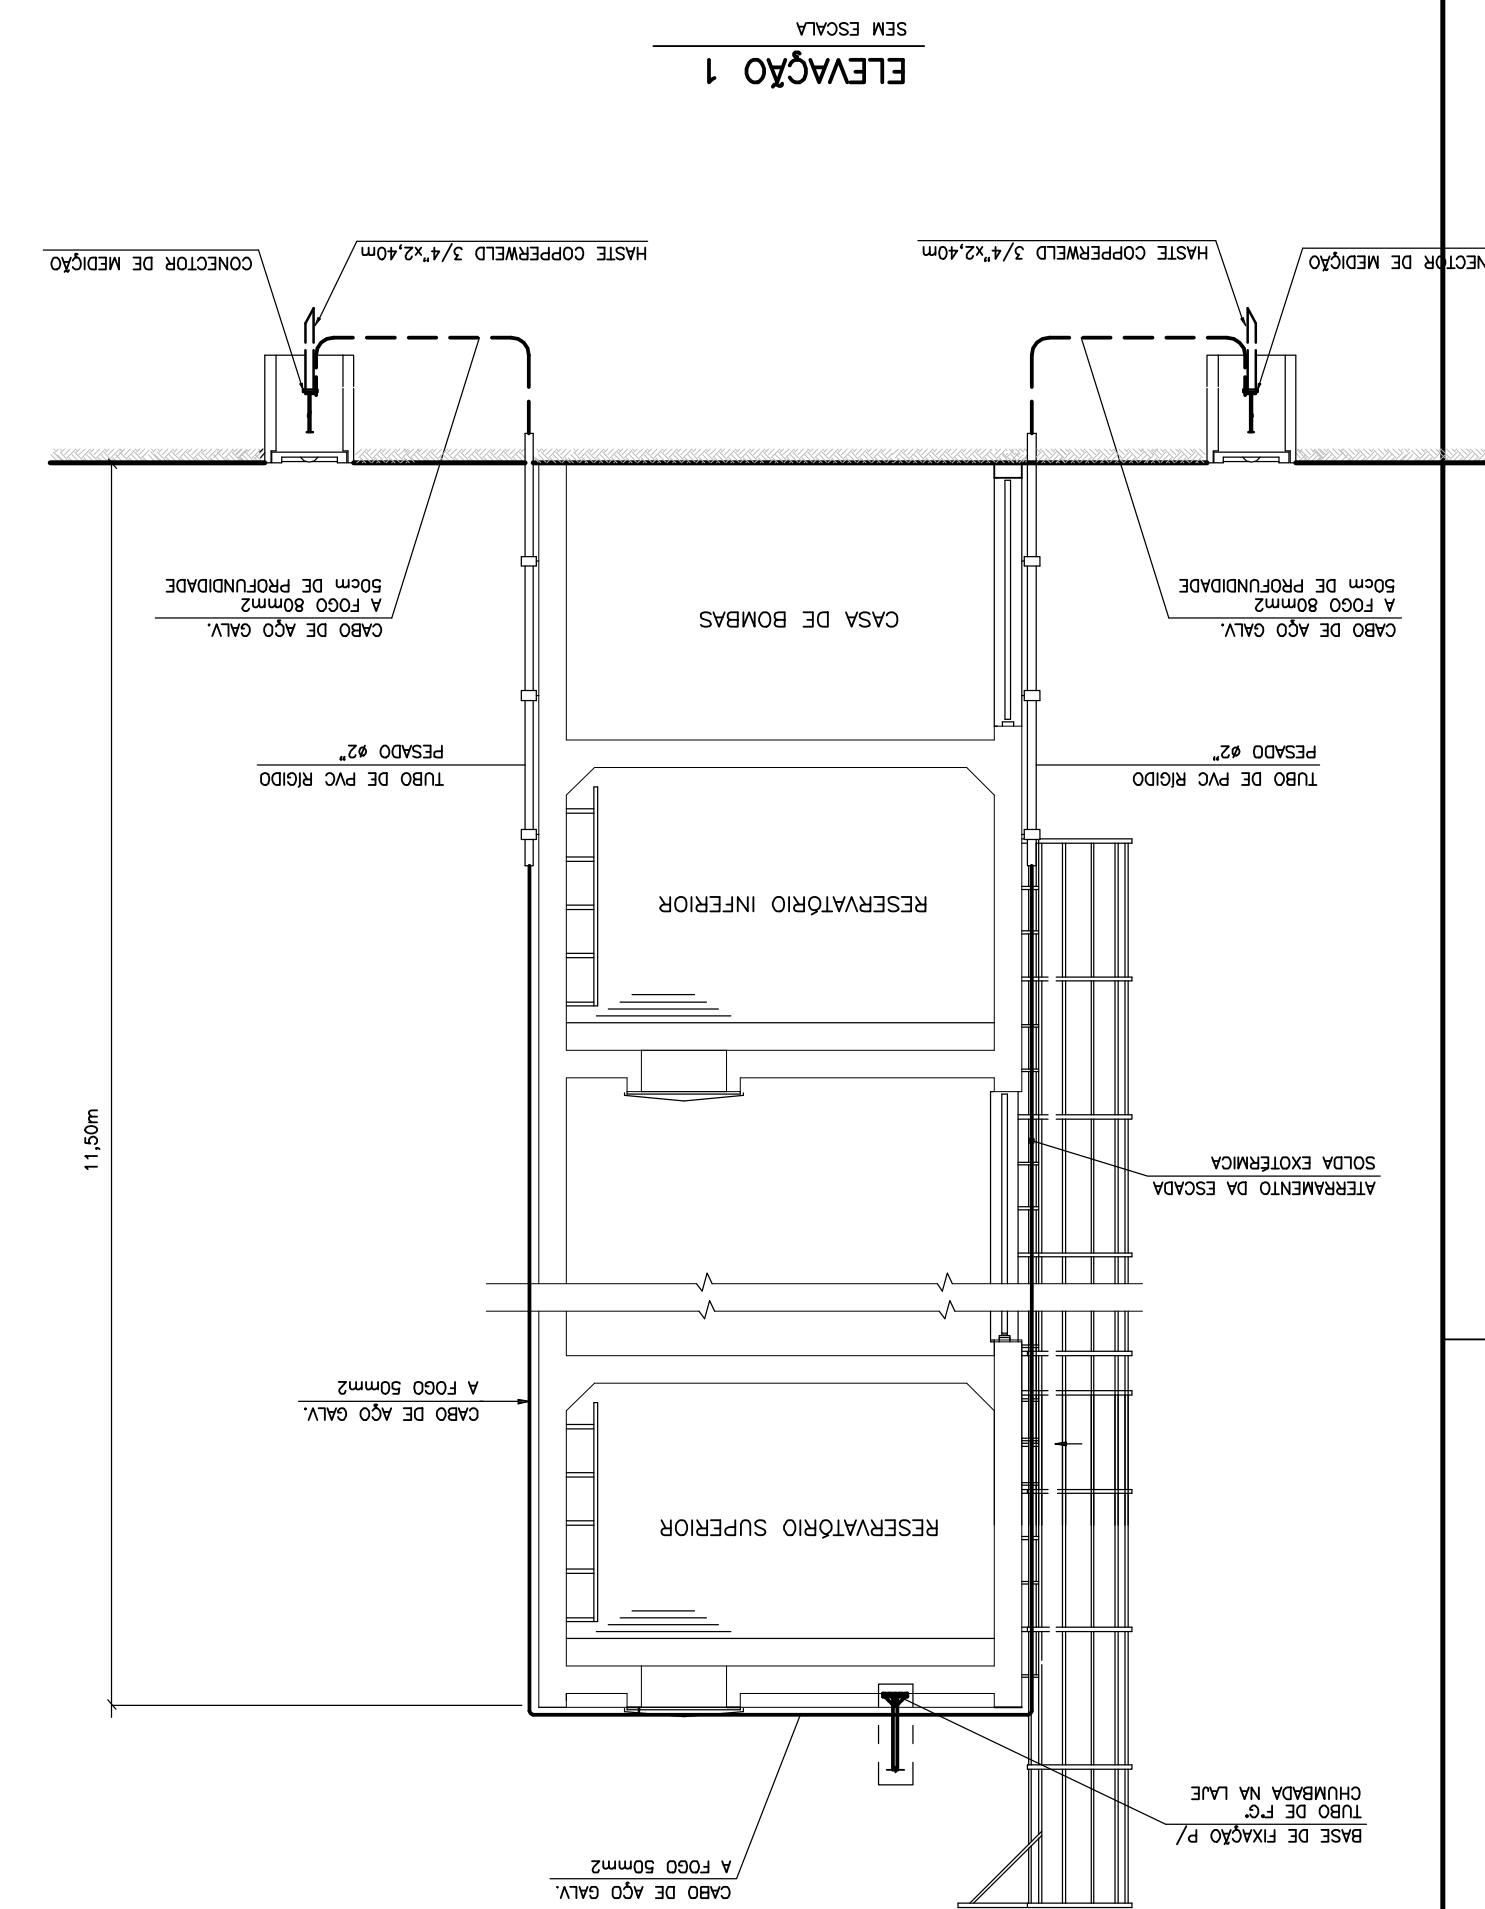 CABO DE AÇO GALV.
A FOGO 50mm2
BASE DE FIXAÇÃO P/
TUBO DE F.G.
CHUMBADA NA LAJE
RESERVATÓRIO SUPERIOR
CABO DE AÇO GALV.
A FOGO 50mm2
ATERRAMENTO DA ESCADA
SOLDA EXOTÉRMICA
11,50m
RESERVATÓRIO INFERIOR
TUBO DE PVC RÍGIDO
PESADO ø2"
TUBO DE PVC RÍGIDO
PESADO ø2"
CASA DE BOMBAS
CABO DE AÇO GALV.
A FOGO 80mm2
50cm DE PROFUNDIDADE
CABO DE AÇO GALV.
A FOGO 80mm2
50cm DE PROFUNDIDADE
NECTOR DE MEDIÇÃO
HASTE COPPERWELD 3/4"x2,40m
HASTE COPPERWELD 3/4"x2,40m
CONECTOR DE MEDIÇÃO
ELEVAÇÃO 1
SEM ESCALA